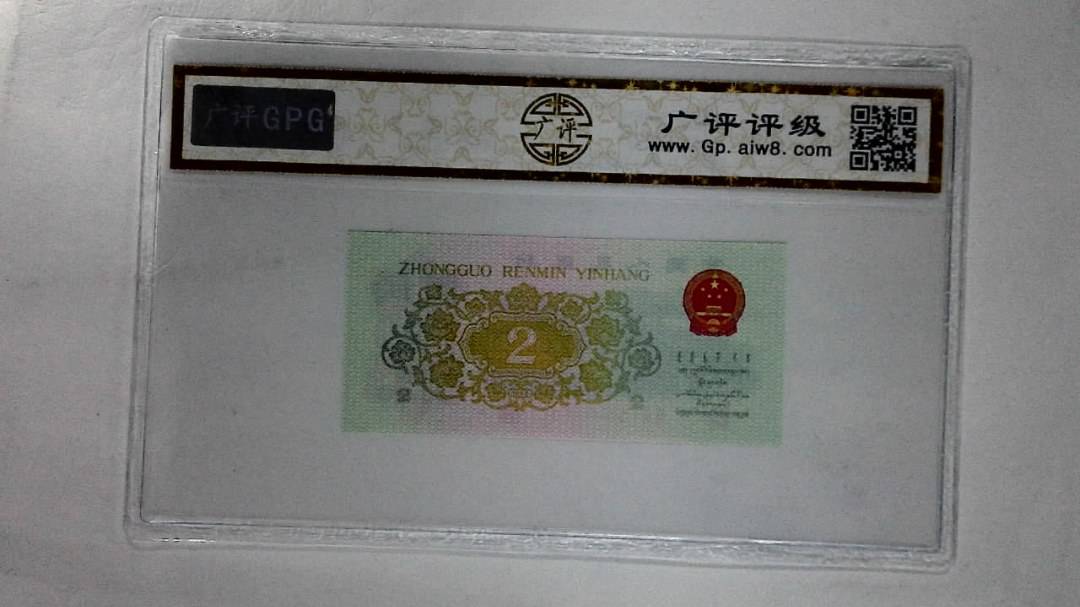 广评GPG
广评
广评评级
www. Gp. aiw8. com
ZHONGGUO RENMIN YINHANG
2
2 2